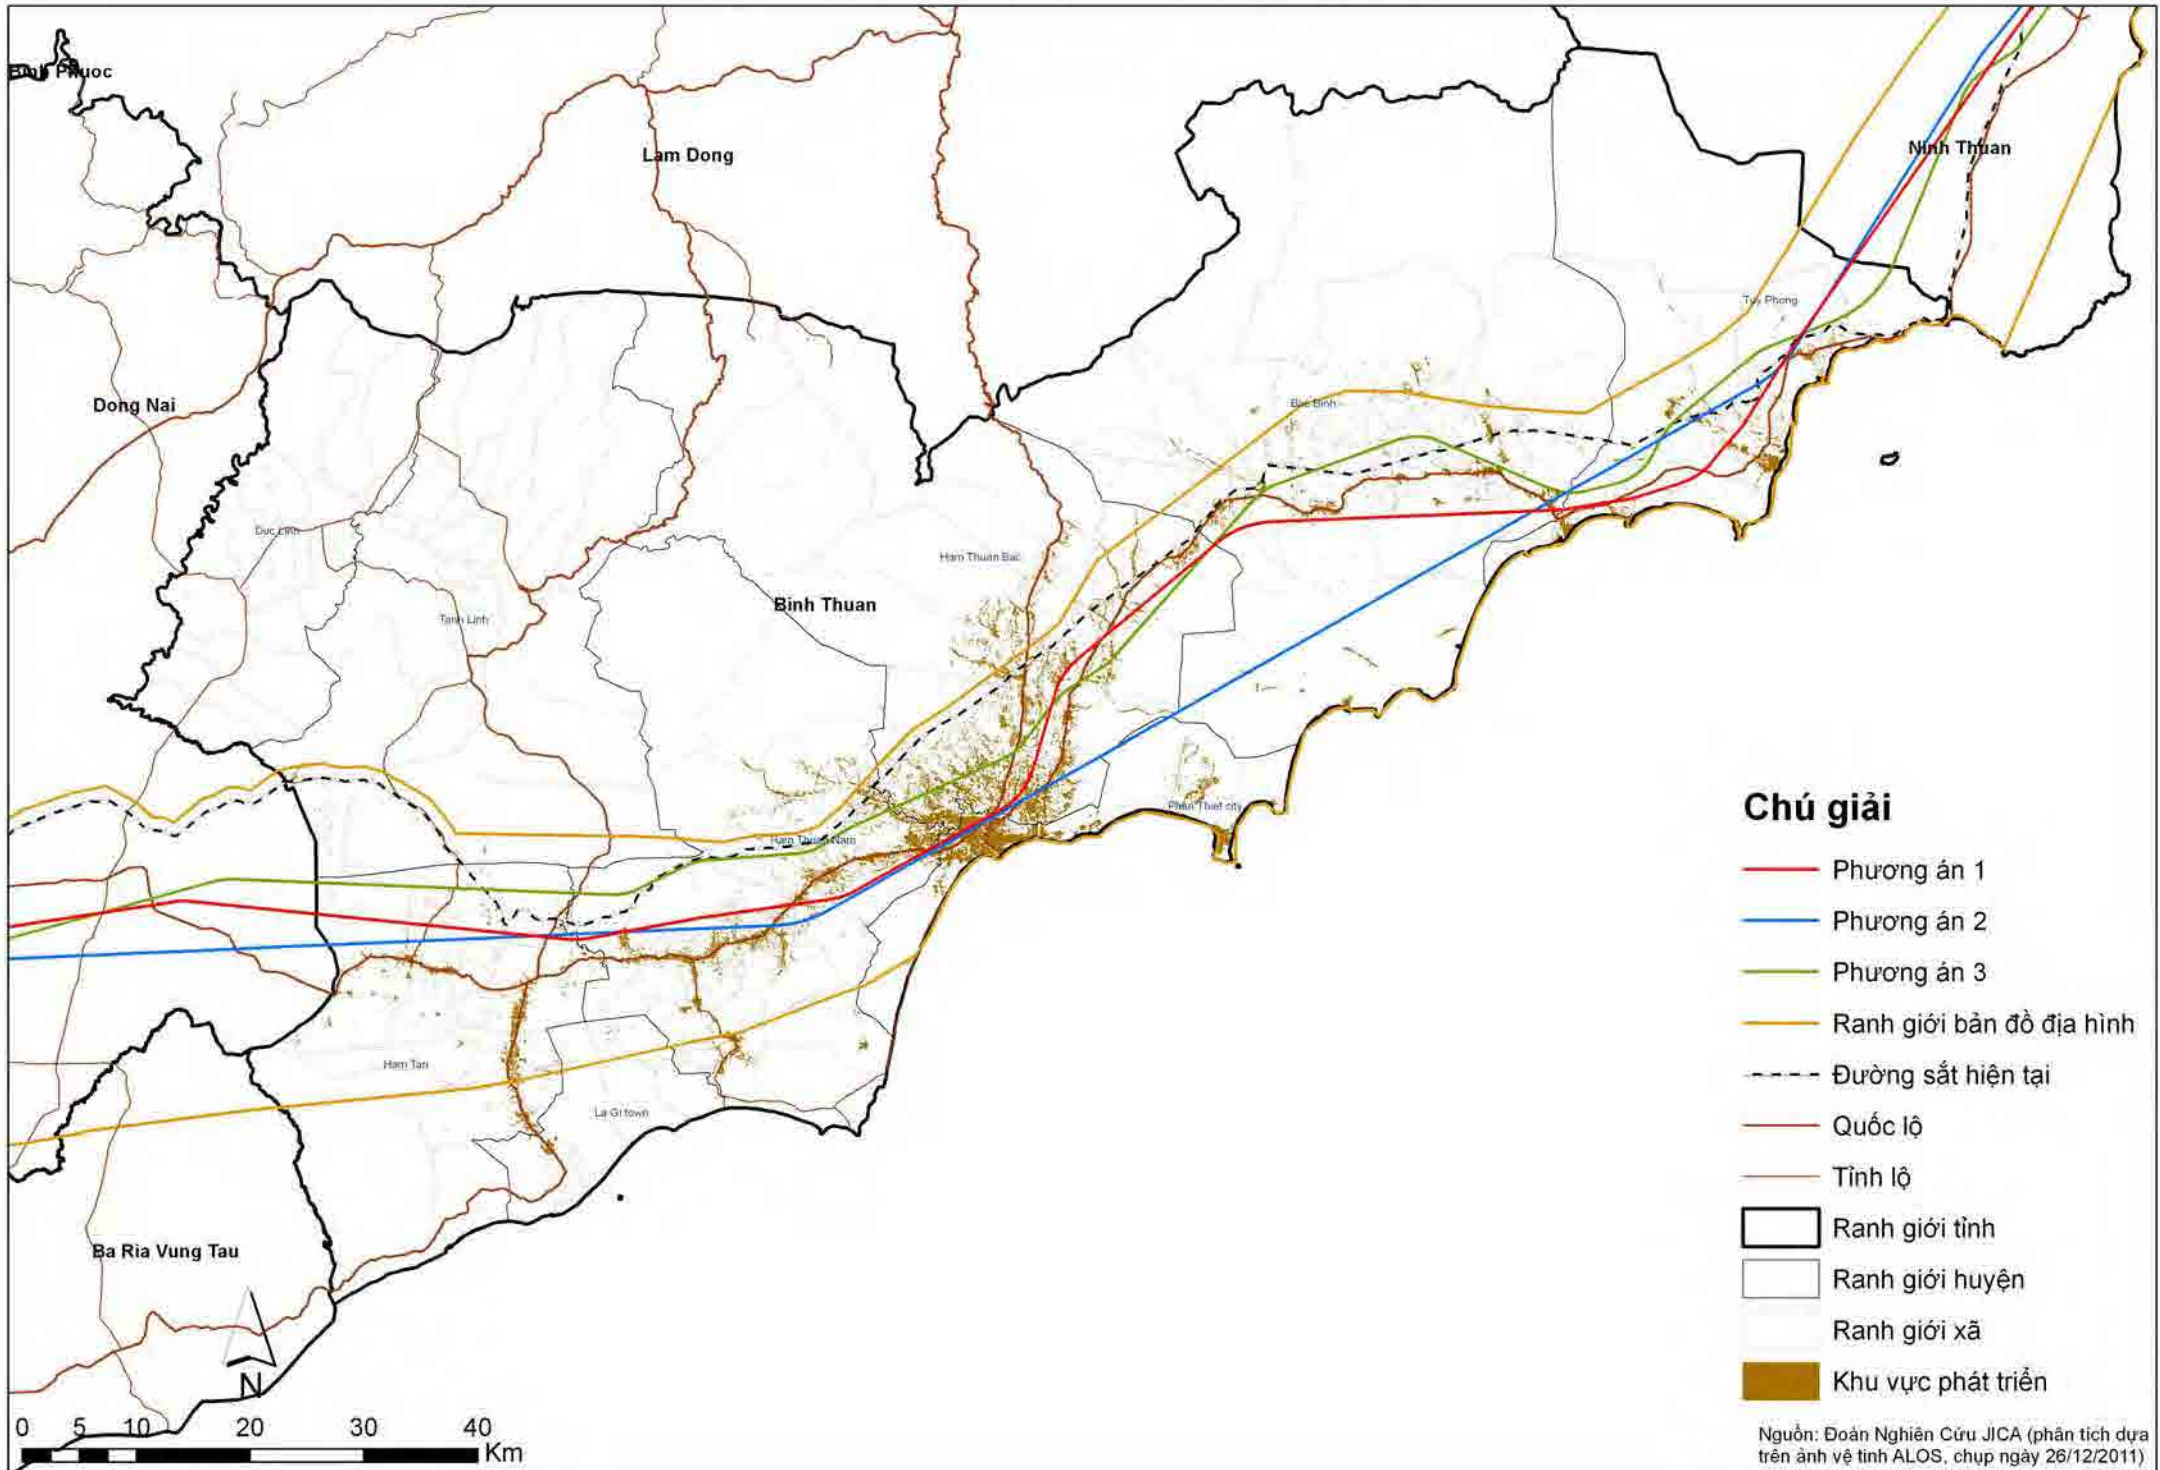 Binh Phuoc
Lam Dong
Ninh Thuan
Tuy Phong
Dong Nai
Bac Binh
Duc Linh
Ham Thuan Bac
Binh Thuan
Tanh Linh
Phan Thiet city
Ham Thuan Nam
Ham Tan
La Gi town
Ba Ria Vung Tau
N
0 5 10 20 30 40
Km
Chú giải
Phương án 1
Phương án 2
Phương án 3
Ranh giới bản đồ địa hình
Đường sắt hiện tại
Quốc lộ
Tỉnh lộ
Ranh giới tỉnh
Ranh giới huyện
Ranh giới xã
Khu vực phát triển
Nguồn: Đoàn Nghiên Cứu JICA (phân tích dựa
trên ảnh vệ tinh ALOS, chụp ngày 26/12/2011)